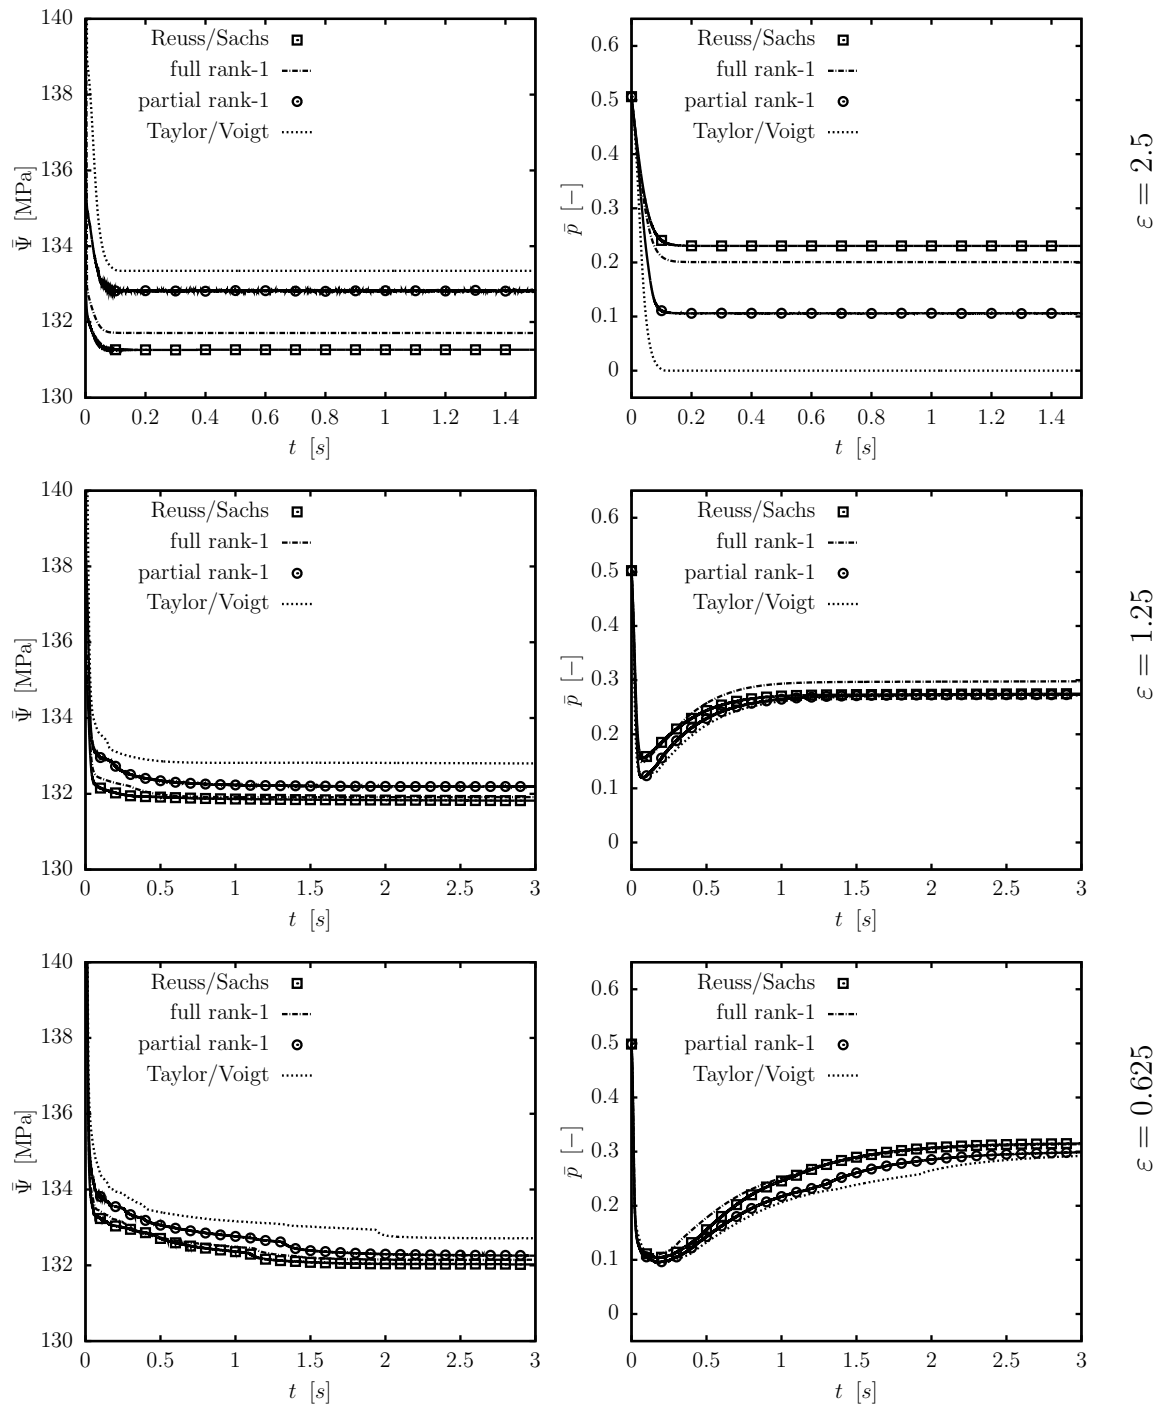 140
138
136
134
132
130
Ψ̄ [MPa]
Reuss/Sachs
full rank-1
partial rank-1
Taylor/Voigt
0 0.2 0.4 0.6 0.8 1 1.2 1.4
t [s]
0.6
0.5
0.4
0.3
0.2
0.1
0
p̄ [−]
Reuss/Sachs
full rank-1
partial rank-1
Taylor/Voigt
0 0.2 0.4 0.6 0.8 1 1.2 1.4
t [s]
ε = 2.5
140
138
136
134
132
130
Ψ̄ [MPa]
Reuss/Sachs
full rank-1
partial rank-1
Taylor/Voigt
0 0.5 1 1.5 2 2.5 3
t [s]
0.6
0.5
0.4
0.3
0.2
0.1
0
p̄ [−]
Reuss/Sachs
full rank-1
partial rank-1
Taylor/Voigt
0 0.5 1 1.5 2 2.5 3
t [s]
ε = 1.25
140
138
136
134
132
130
Ψ̄ [MPa]
Reuss/Sachs
full rank-1
partial rank-1
Taylor/Voigt
0 0.5 1 1.5 2 2.5 3
t [s]
0.6
0.5
0.4
0.3
0.2
0.1
0
p̄ [−]
Reuss/Sachs
full rank-1
partial rank-1
Taylor/Voigt
0 0.5 1 1.5 2 2.5 3
t [s]
ε = 0.625